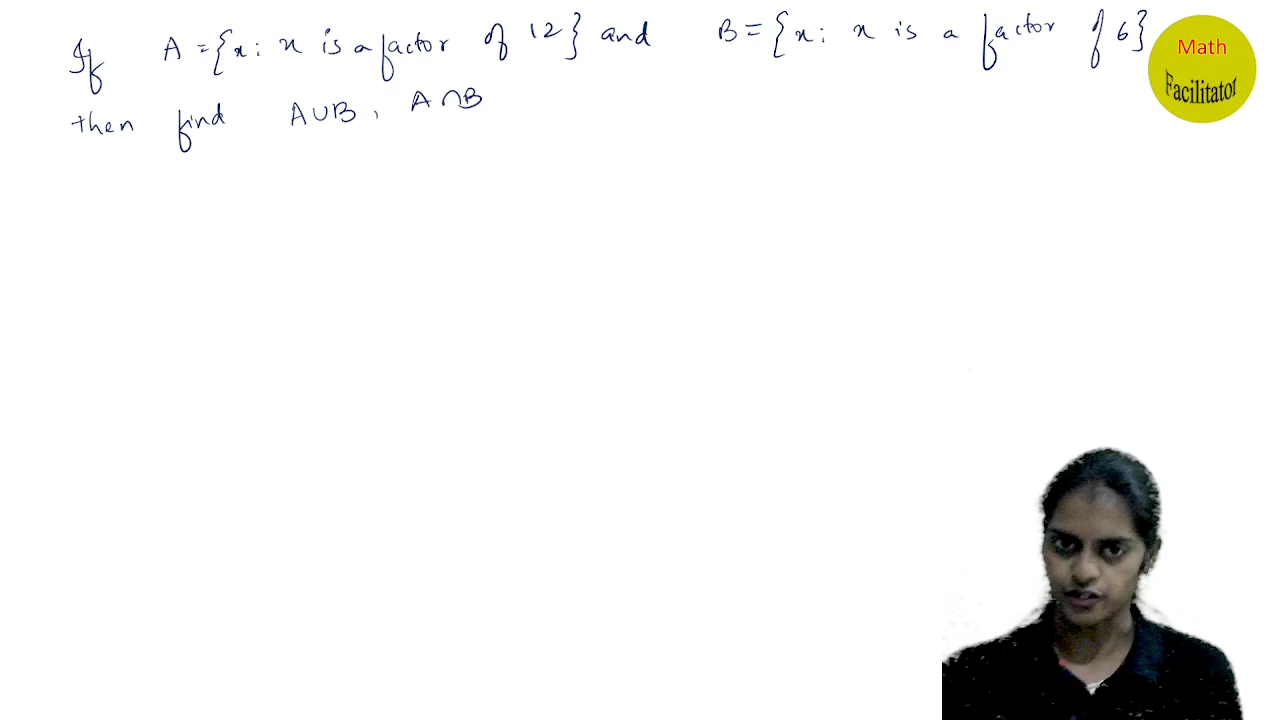 If A = {x : x is a factor of 12} and B = {x : x is a factor of 6}
then find A∪B , A∩B
Math
Facilitator